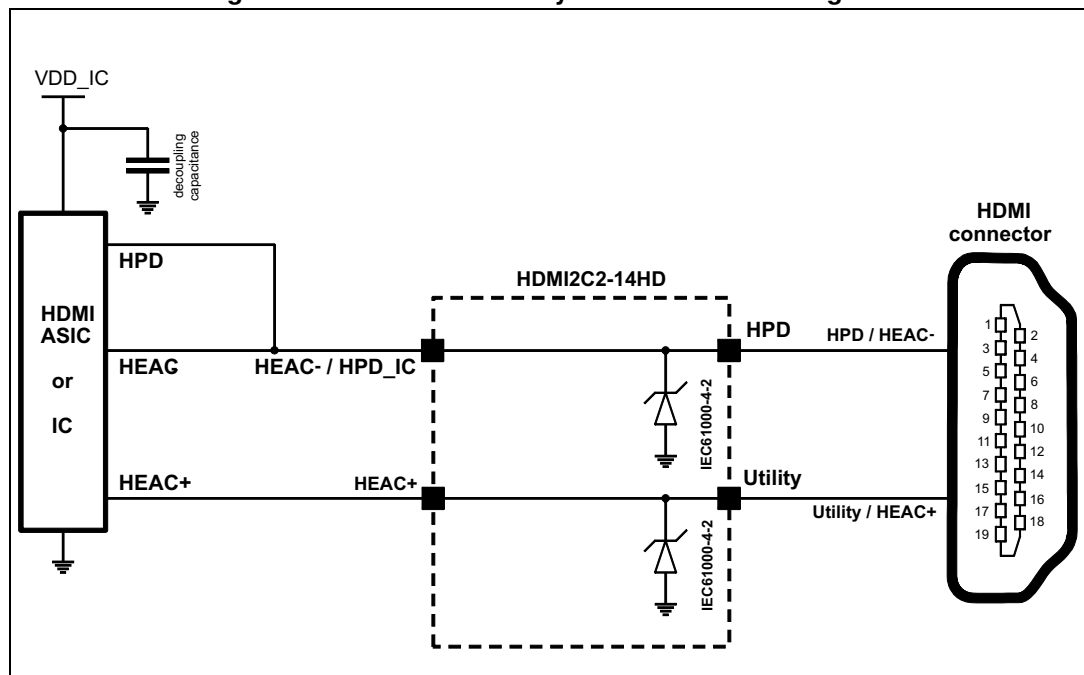 VDD_IC
decoupling
capacitance
HDMI
connector
HPD
HDMI2C2-14HD
HDMI
ASIC
or
IC
HEAC
HEAC- / HPD_IC
HPD
HPD / HEAC-
IEC61000-4-2
HEAC+
HEAC+
Utility
Utility / HEAC+
IEC61000-4-2
1
2
3
4
5
6
7
8
9
10
11
12
13
14
15
16
17
18
19